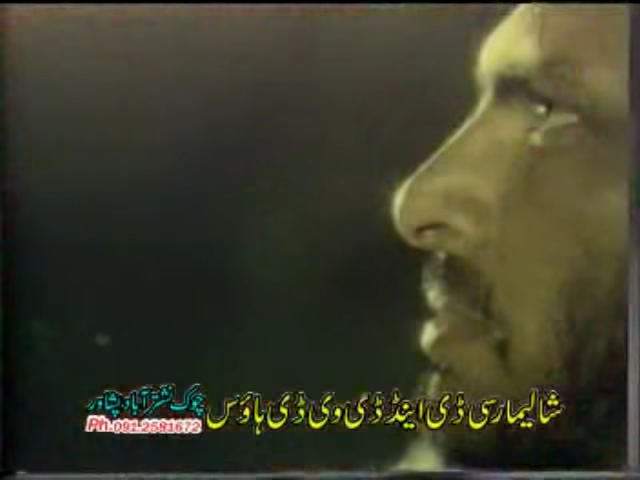 شالیمار سی ڈی اینڈ ڈی وی ڈی ہاؤس
چوک نشتر آباد پشاور
Ph.091.2581672